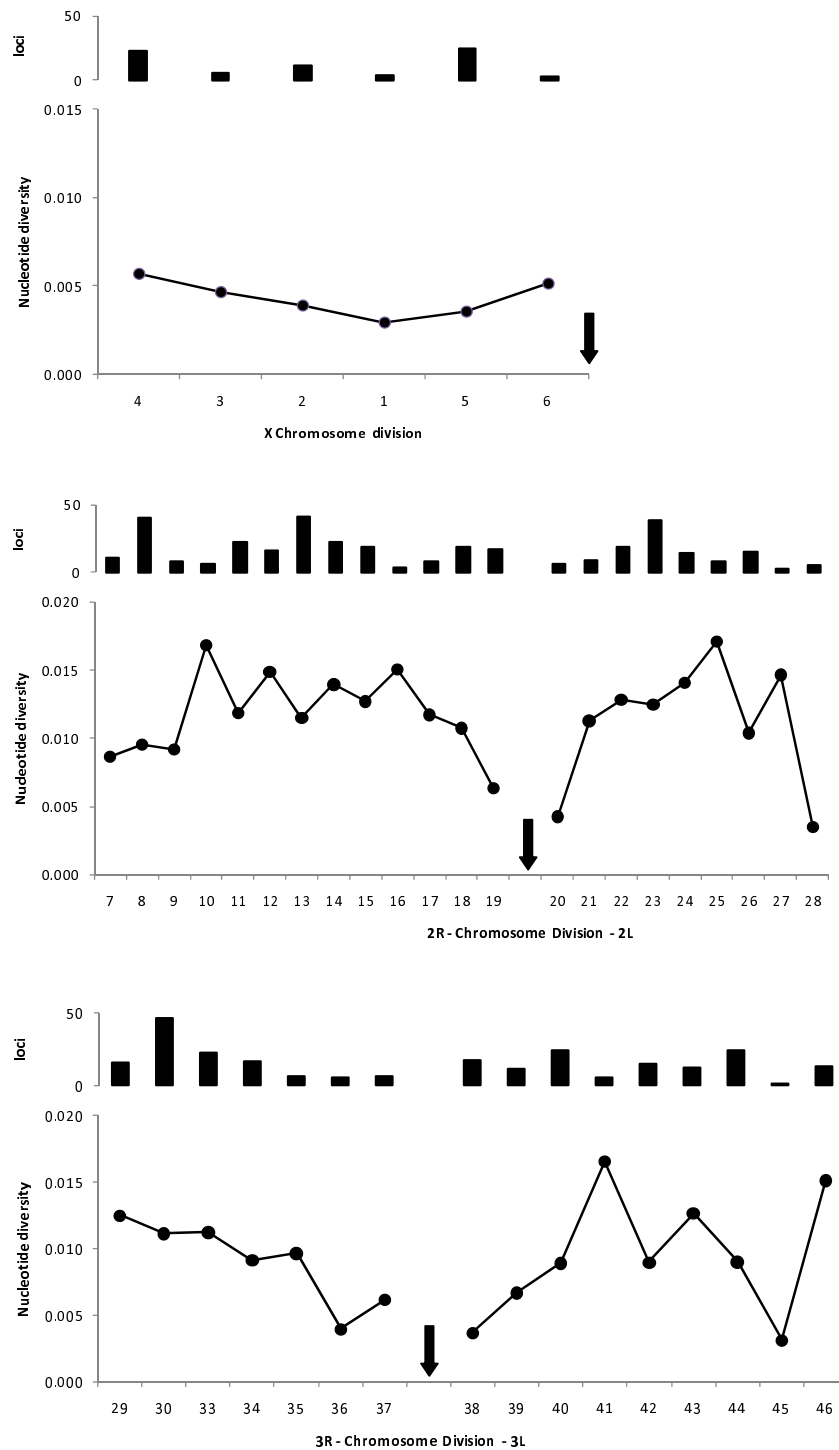 50
loci
0
0.015
0.010
Nucleotide diversity
0.005
0.000
4 3 2 1 5 6
X Chromosome division
50
loci
0
0.020
0.015
Nucleotide diversity
0.010
0.005
0.000
7 8 9 10 11 12 13 14 15 16 17 18 19 20 21 22 23 24 25 26 27 28
2R - Chromosome Division - 2L
50
loci
0
0.020
0.015
Nucleotide diversity
0.010
0.005
0.000
29 30 33 34 35 36 37 38 39 40 41 42 43 44 45 46
3R - Chromosome Division - 3L